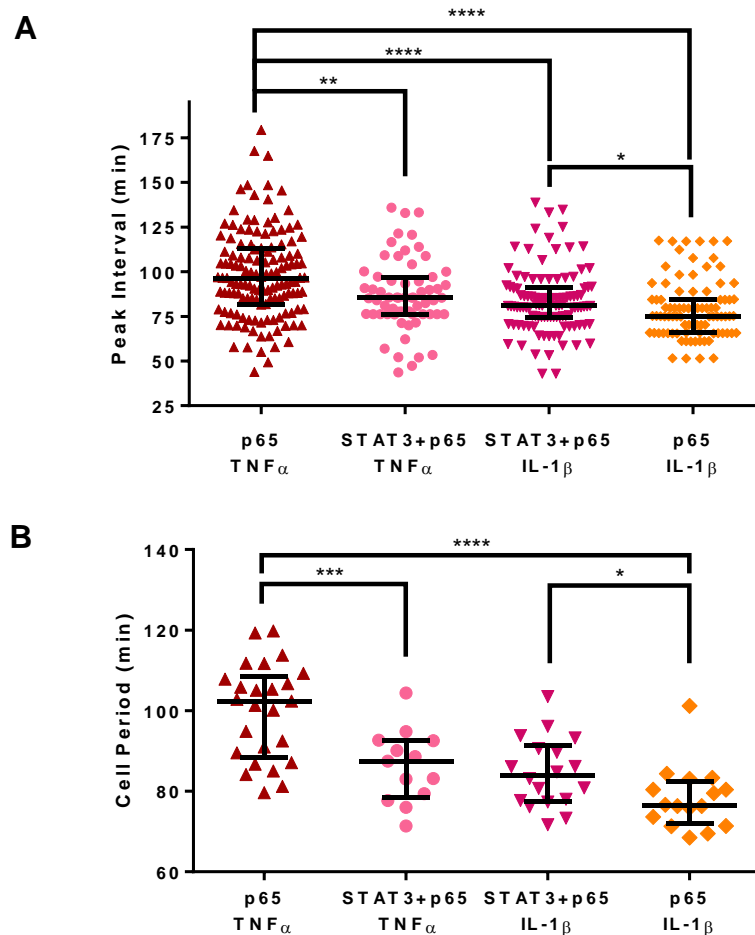 A
****
****
**
*
Peak Interval (min)
175
150
125
100
75
50
25
p65 STAT3+p65 STAT3+p65 p65
TNFα TNFα IL-1β IL-1β
B
****
***
*
Cell Period (min)
140
120
100
80
60
p65 STAT3+p65 STAT3+p65 p65
TNFα TNFα IL-1β IL-1β